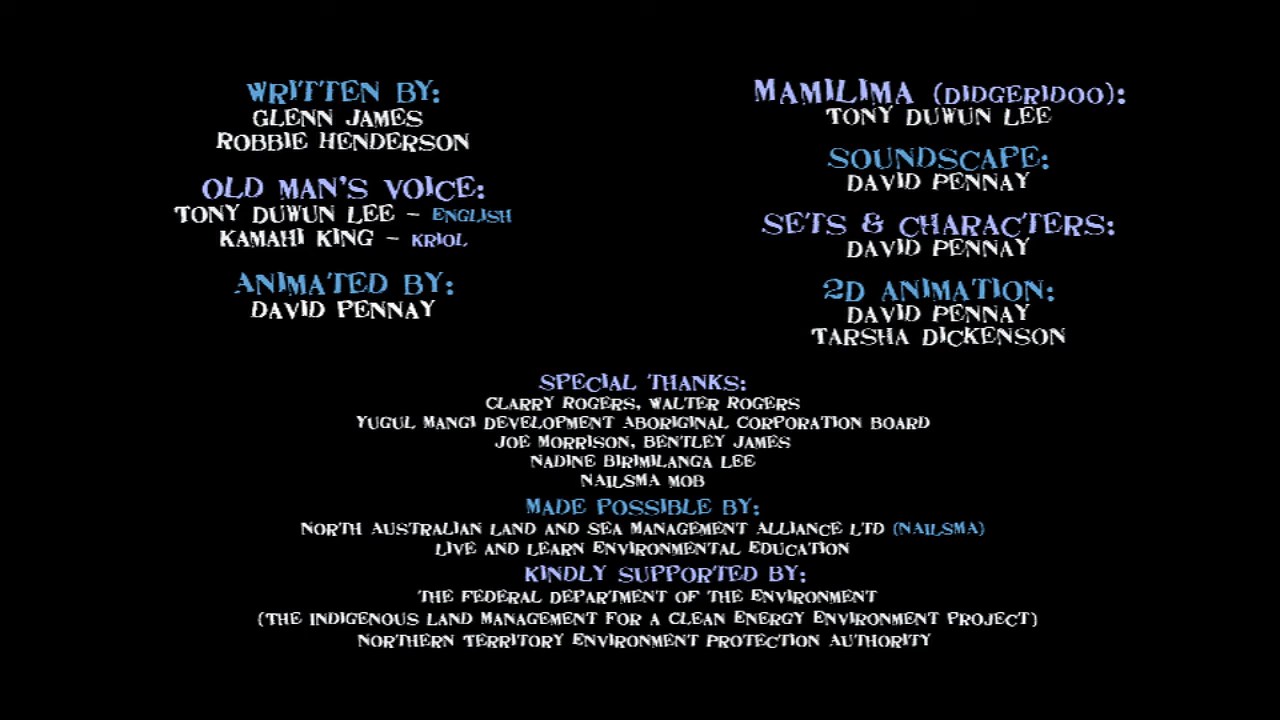 WRITTEN BY:
GLENN JAMES
ROBBIE HENDERSON
OLD MAN'S VOICE:
TONY DUWUN LEE – ENGLISH
KAMAHI KING – KRIOL
ANIMATED BY:
DAVID PENNAY
MAMILIMA (DIDGERIDOO):
TONY DUWUN LEE
SOUNDSCAPE:
DAVID PENNAY
SETS & CHARACTERS:
DAVID PENNAY
2D ANIMATION:
DAVID PENNAY
TARSHA DICKENSON
SPECIAL THANKS:
CLARRY ROGERS, WALTER ROGERS
YUGUL MANGI DEVELOPMENT ABORIGINAL CORPORATION BOARD
JOE MORRISON, BENTLEY JAMES
NADINE BIRIMILANGA LEE
NAILSMA MOB
MADE POSSIBLE BY:
NORTH AUSTRALIAN LAND AND SEA MANAGEMENT ALLIANCE LTD (NAILSMA)
LIVE AND LEARN ENVIRONMENTAL EDUCATION
KINDLY SUPPORTED BY:
THE FEDERAL DEPARTMENT OF THE ENVIRONMENT
(THE INDIGENOUS LAND MANAGEMENT FOR A CLEAN ENERGY ENVIRONMENT PROJECT)
NORTHERN TERRITORY ENVIRONMENT PROTECTION AUTHORITY